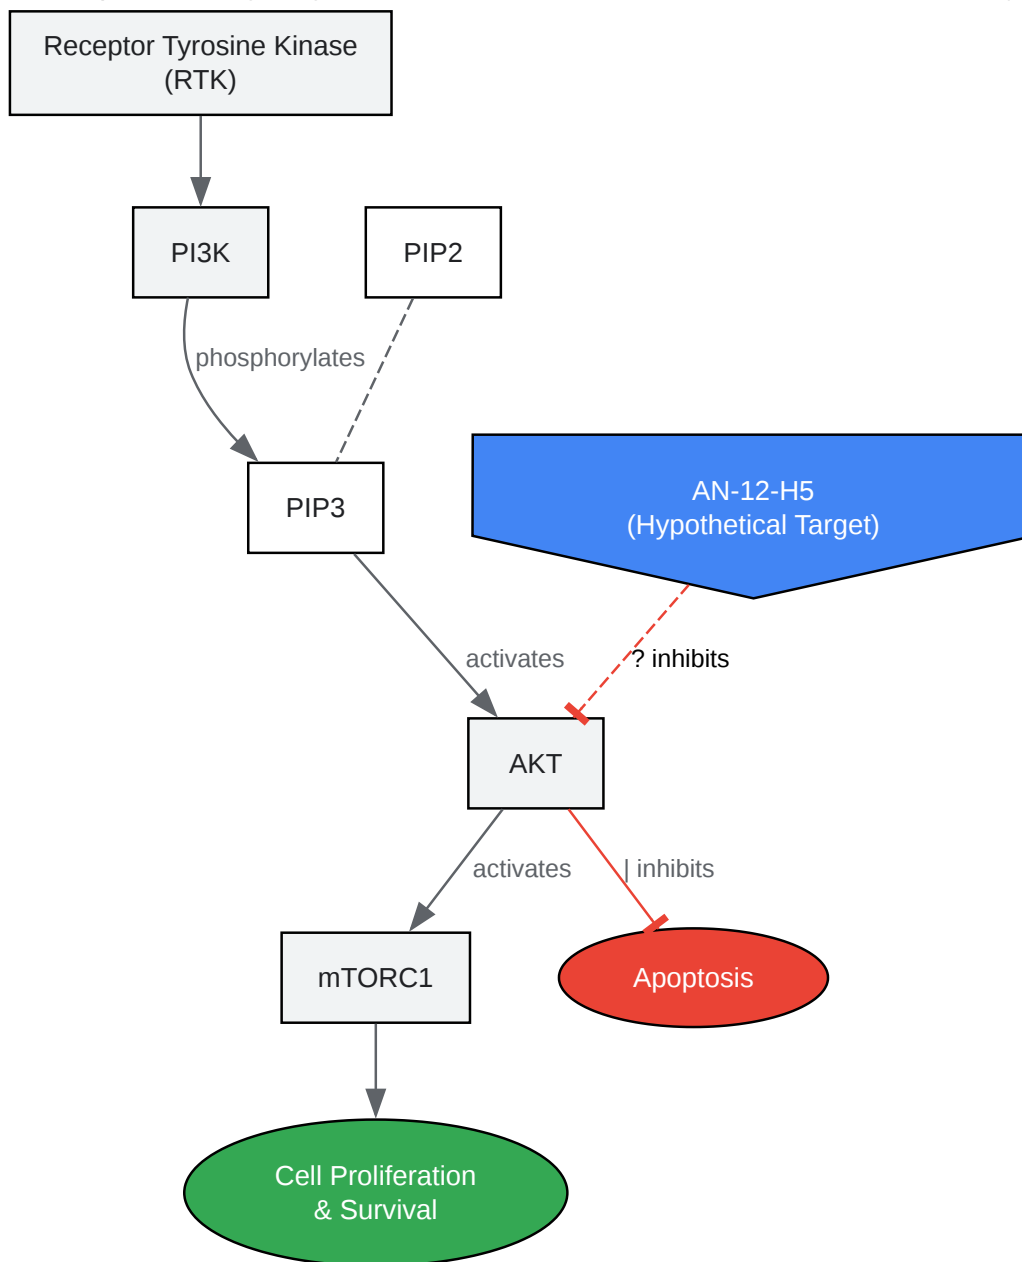 Receptor Tyrosine Kinase
(RTK)
PI3K
PIP2
phosphorylates
PIP3
AN-12-H5
(Hypothetical Target)
activates
? inhibits
AKT
activates
| inhibits
mTORC1
Apoptosis
Cell Proliferation
& Survival